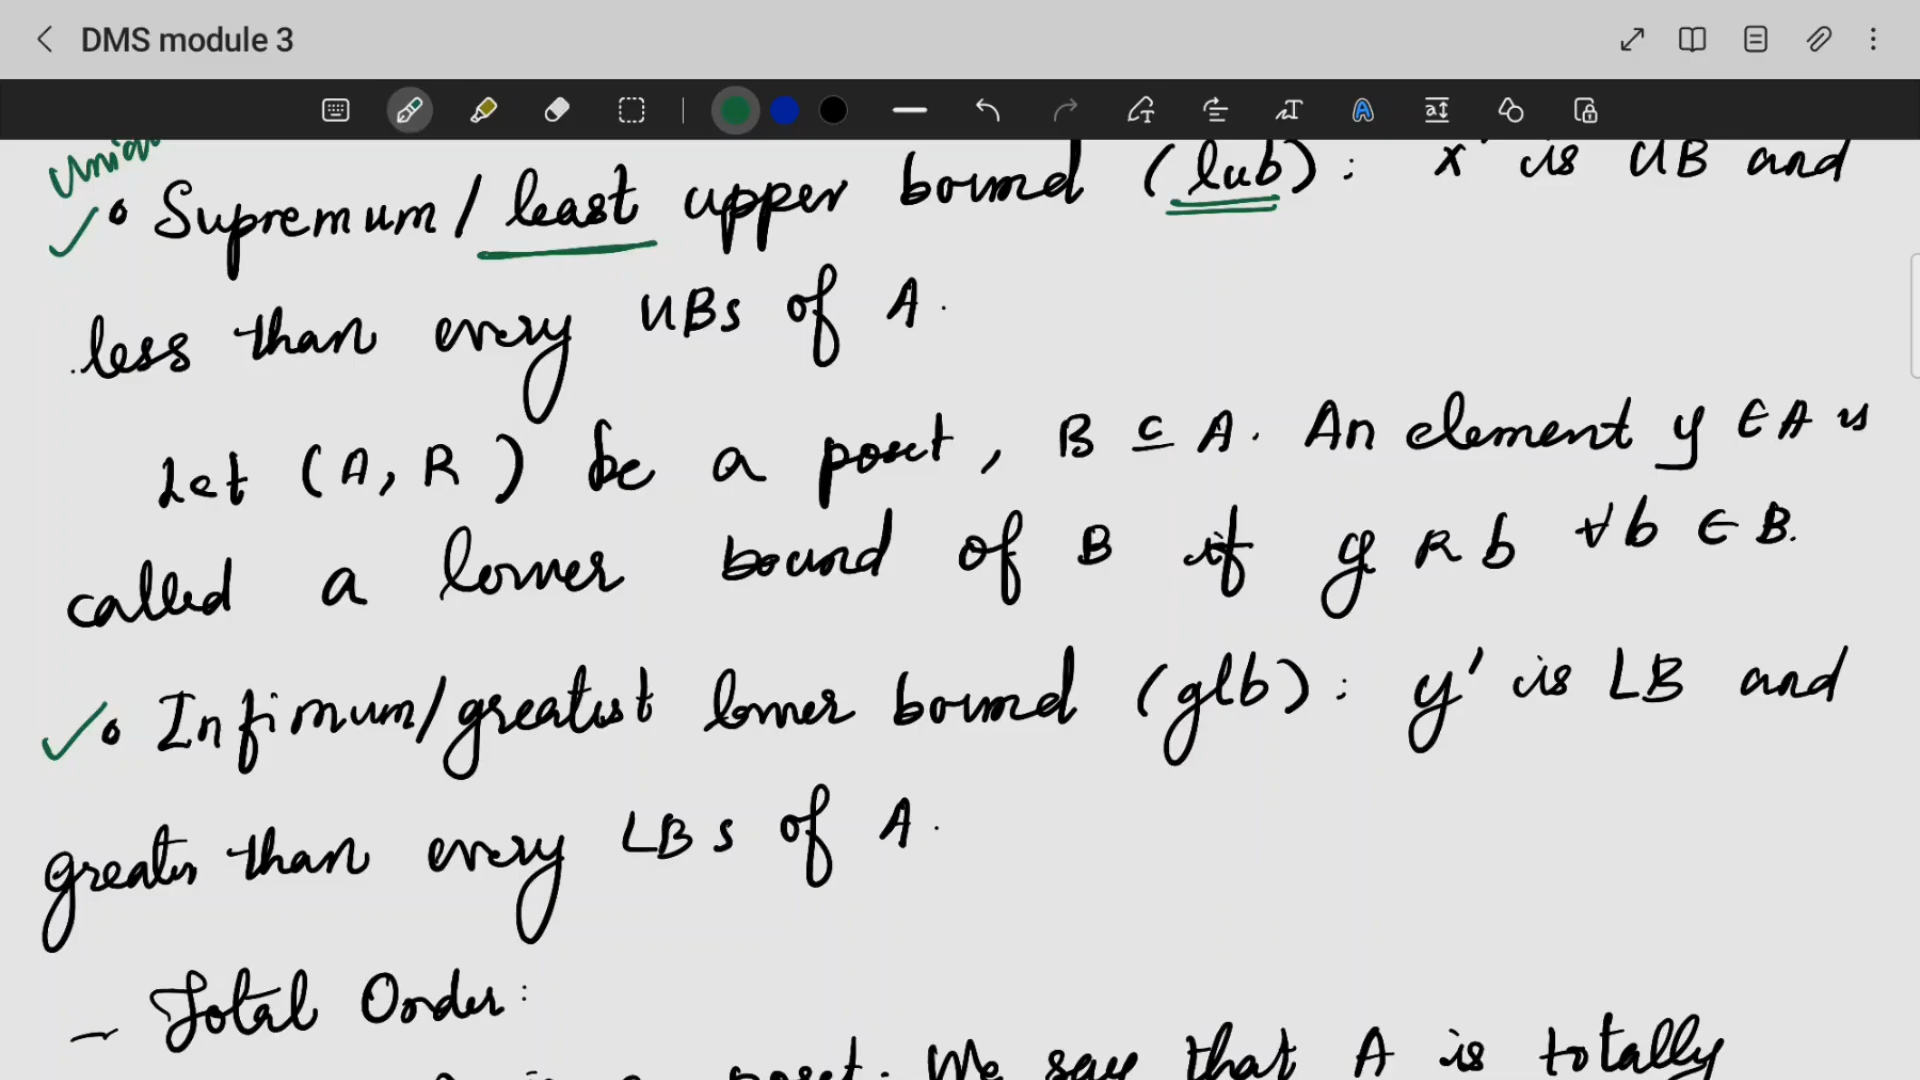 DMS module 3
Supremum/least upper bound (lub): x' is UB and
less than every UBs of A.
Let (A, R) be a poset, B ⊆ A. An element y ∈ A is
called a lower bound of B if y R b ∀b ∈ B.
• Infimum/greatest lower bound (glb): y' is LB and
greater than every LBs of A.
- Total Order:
poset. We say that A is totally